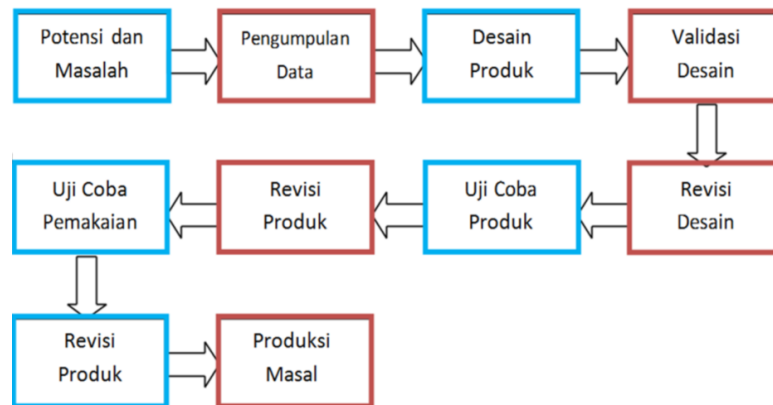 Potensi dan
Masalah
Pengumpulan
Data
Desain
Produk
Validasi
Desain
Revisi
Desain
Uji Coba
Produk
Revisi
Produk
Uji Coba
Pemakaian
Revisi
Produk
Produksi
Masal